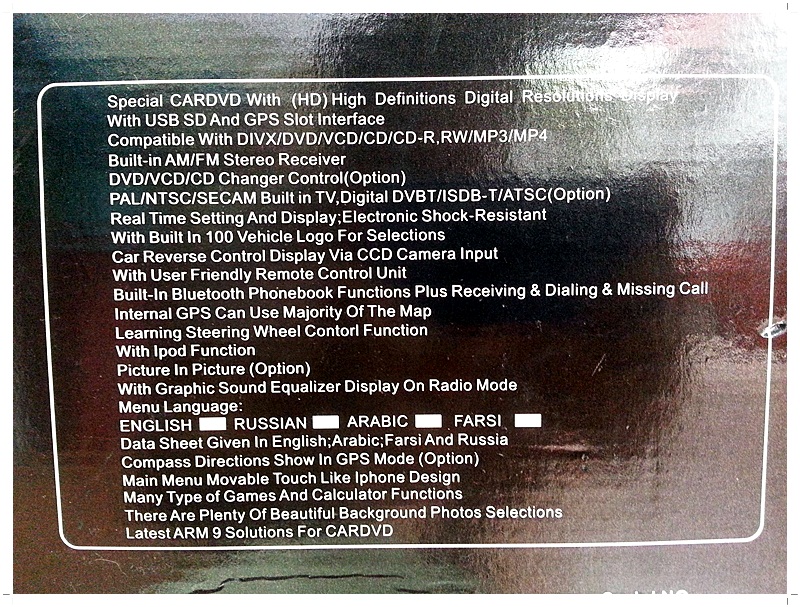 Special CARDVD With (HD) High Definitions Digital Resolutions Display
With USB SD And GPS Slot Interface
Compatible With DIVX/DVD/VCD/CD/CD-R,RW/MP3/MP4
Built-in AM/FM Stereo Receiver
DVD/VCD/CD Changer Control(Option)
PAL/NTSC/SECAM Built in TV,Digital DVBT/ISDB-T/ATSC(Option)
Real Time Setting And Display;Electronic Shock-Resistant
With Built In 100 Vehicle Logo For Selections
Car Reverse Control Display Via CCD Camera Input
With User Friendly Remote Control Unit
Built-In Bluetooth Phonebook Functions Plus Receiving & Dialing & Missing Call
Internal GPS Can Use Majority Of The Map
Learning Steering Wheel Contorl Function
With Ipod Function
Picture In Picture (Option)
With Graphic Sound Equalizer Display On Radio Mode
Menu Language:
ENGLISH RUSSIAN ARABIC FARSI
Data Sheet Given In English;Arabic;Farsi And Russia
Compass Directions Show In GPS Mode (Option)
Main Menu Movable Touch Like Iphone Design
Many Type of Games And Calculator Functions
There Are Plenty Of Beautiful Background Photos Selections
Latest ARM 9 Solutions For CARDVD